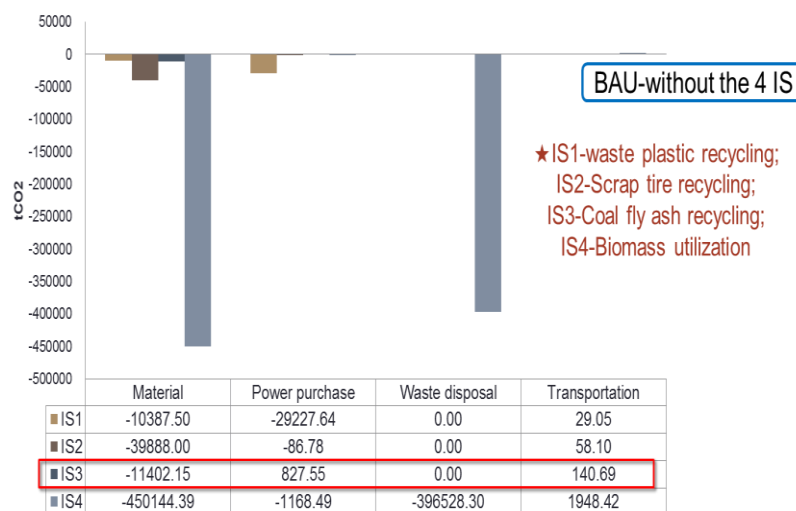 50000
0
-50000
-100000
-150000
-200000
-250000
-300000
-350000
-400000
-450000
-500000
tCO2
BAU-without the 4 IS
★IS1-waste plastic recycling;
IS2-Scrap tire recycling;
IS3-Coal fly ash recycling;
IS4-Biomass utilization
Material Power purchase Waste disposal Transportation
IS1 -10387.50 -29227.64 0.00 29.05
IS2 -39888.00 -86.78 0.00 58.10
IS3 -11402.15 827.55 0.00 140.69
IS4 -450144.39 -1168.49 -396528.30 1948.42